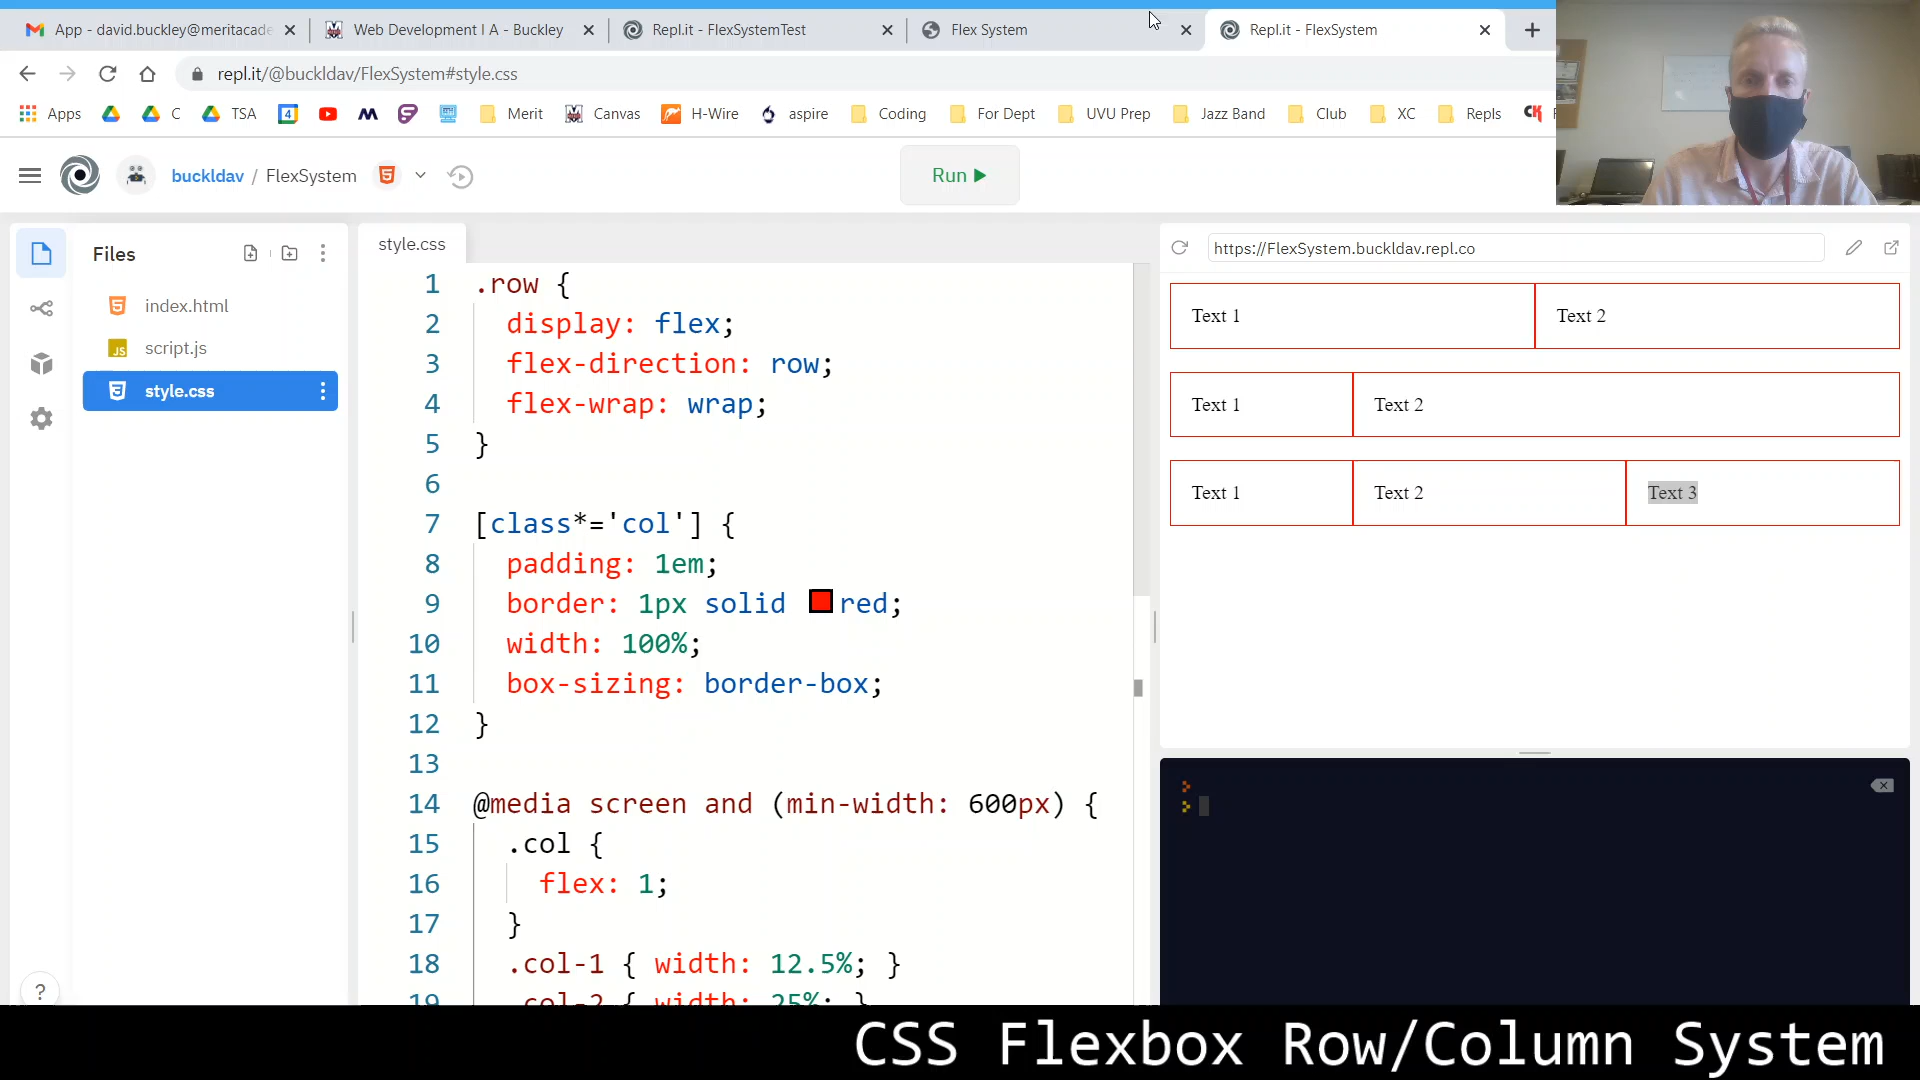 App - david.buckley@meritacade
Web Development I A - Buckley
Repl.it - FlexSystemTest
Flex System
Repl.it - FlexSystem
repl.it/@buckldav/FlexSystem#style.css
Apps
C
TSA
4
Merit
Canvas
H-Wire
aspire
Coding
For Dept
UVU Prep
Jazz Band
Club
XC
Repls
buckldav / FlexSystem
Run
Files
index.html
script.js
style.css
style.css
1 .row {
2 display: flex;
3 flex-direction: row;
4 flex-wrap: wrap;
5 }
6
7 [class*='col'] {
8 padding: 1em;
9 border: 1px solid red;
10 width: 100%;
11 box-sizing: border-box;
12 }
13
14 @media screen and (min-width: 600px) {
15 .col {
16 flex: 1;
17 }
18 .col-1 { width: 12.5%; }
19 .col-2 { width: 25%; }
https://FlexSystem.buckldav.repl.co
Text 1 Text 2
Text 1 Text 2
Text 1 Text 2 Text 3
?
CSS Flexbox Row/Column System